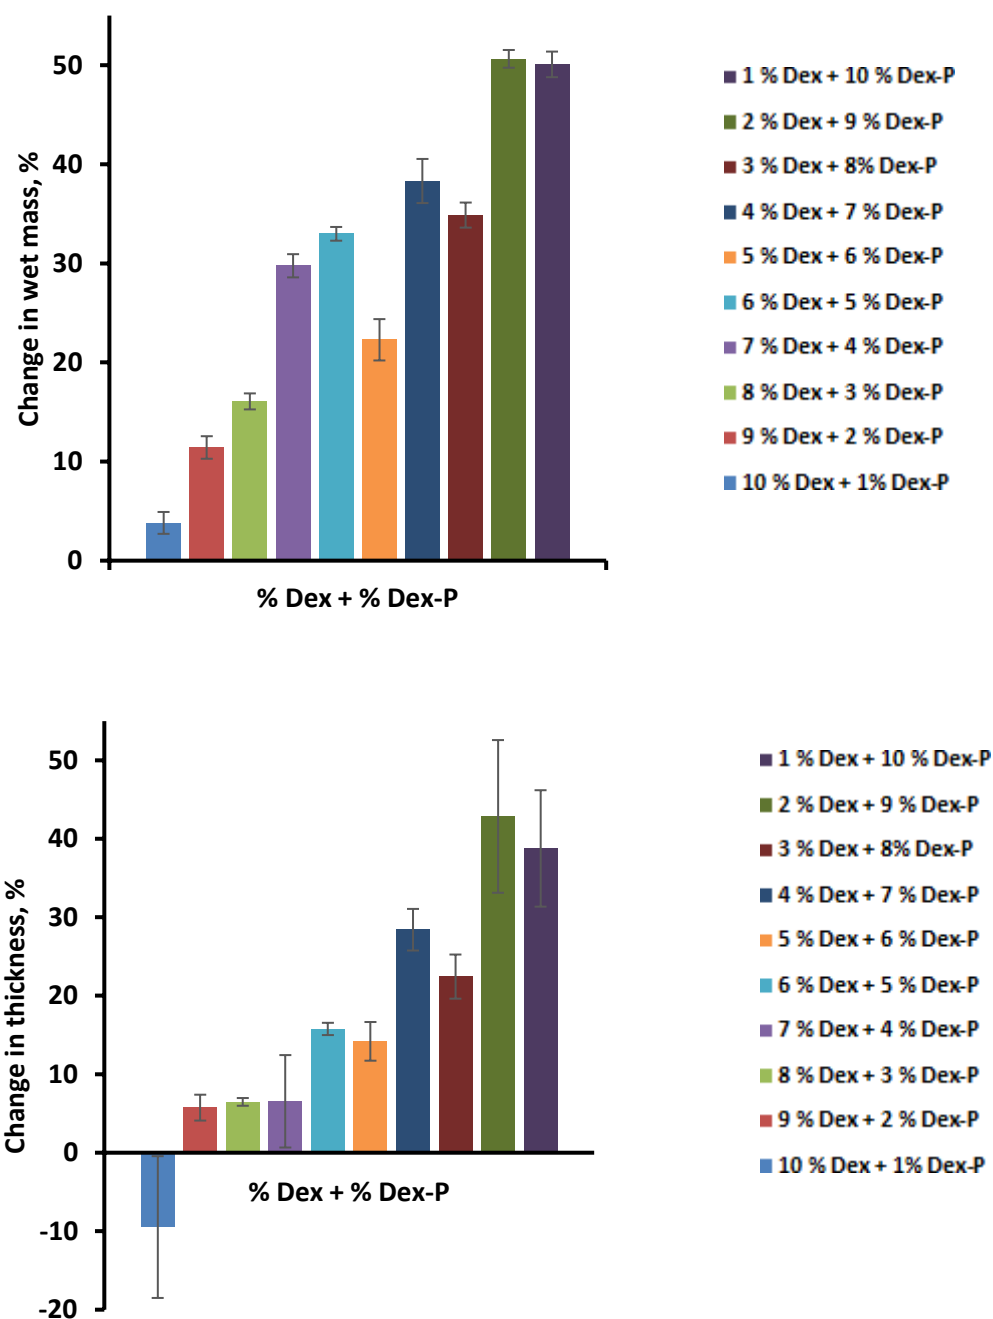 50
40
30
20
10
0
Change in wet mass, %
% Dex + % Dex-P
1 % Dex + 10 % Dex-P
2 % Dex + 9 % Dex-P
3 % Dex + 8% Dex-P
4 % Dex + 7 % Dex-P
5 % Dex + 6 % Dex-P
6 % Dex + 5 % Dex-P
7 % Dex + 4 % Dex-P
8 % Dex + 3 % Dex-P
9 % Dex + 2 % Dex-P
10 % Dex + 1% Dex-P
50
40
30
20
10
0
-10
-20
Change in thickness, %
% Dex + % Dex-P
1 % Dex + 10 % Dex-P
2 % Dex + 9 % Dex-P
3 % Dex + 8% Dex-P
4 % Dex + 7 % Dex-P
5 % Dex + 6 % Dex-P
6 % Dex + 5 % Dex-P
7 % Dex + 4 % Dex-P
8 % Dex + 3 % Dex-P
9 % Dex + 2 % Dex-P
10 % Dex + 1% Dex-P